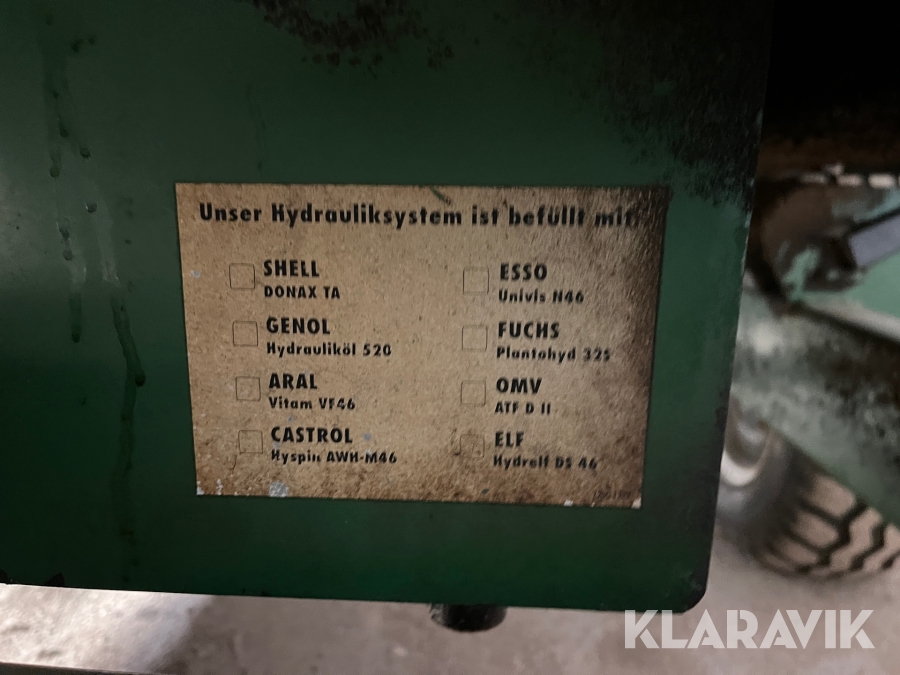 Unser Hydrauliksystem ist befüllt mit:
SHELL
DONAX TA
GENOL
Hydrauliköl 520
ARAL
Vitam VF46
CASTROL
Hyspin AWH-M46
ESSO
Univis N46
FUCHS
Plantohyd 32S
OMV
ATF D II
ELF
Hydrelf DS 46
KLARAVIK